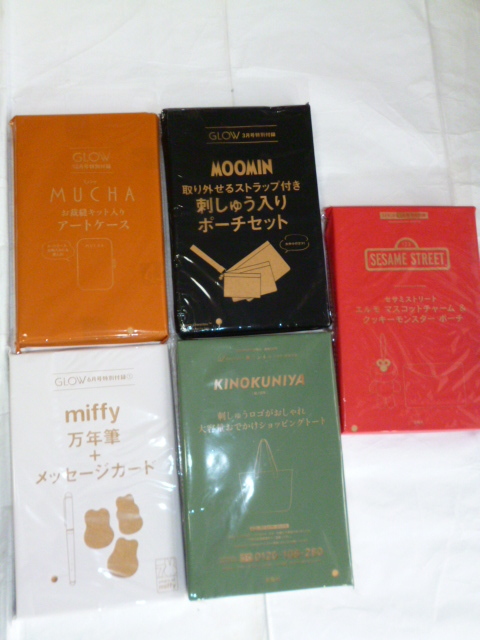 GLOW
MUCHA
お裁縫キット入り
アートケース
GLOW 3月号特別付録
MOOMIN
取り外せるストラップ付き
刺しゅう入り
ポーチセット
SESAME STREET
セサミストリート
エルモ マスコットチャーム &
クッキーモンスター ポーチ
GLOW 8月号特別付録
miffy
万年筆
+
メッセージカード
KINOKUNIYA
刺しゅうロゴがおしゃれ
大容量おでかけショッピングトート